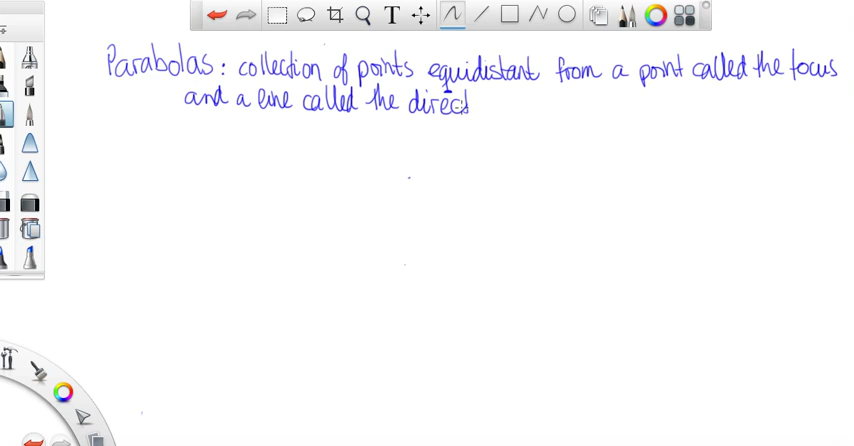 Parabolas: collection of points equidistant from a point called the focus
and a line called the direct